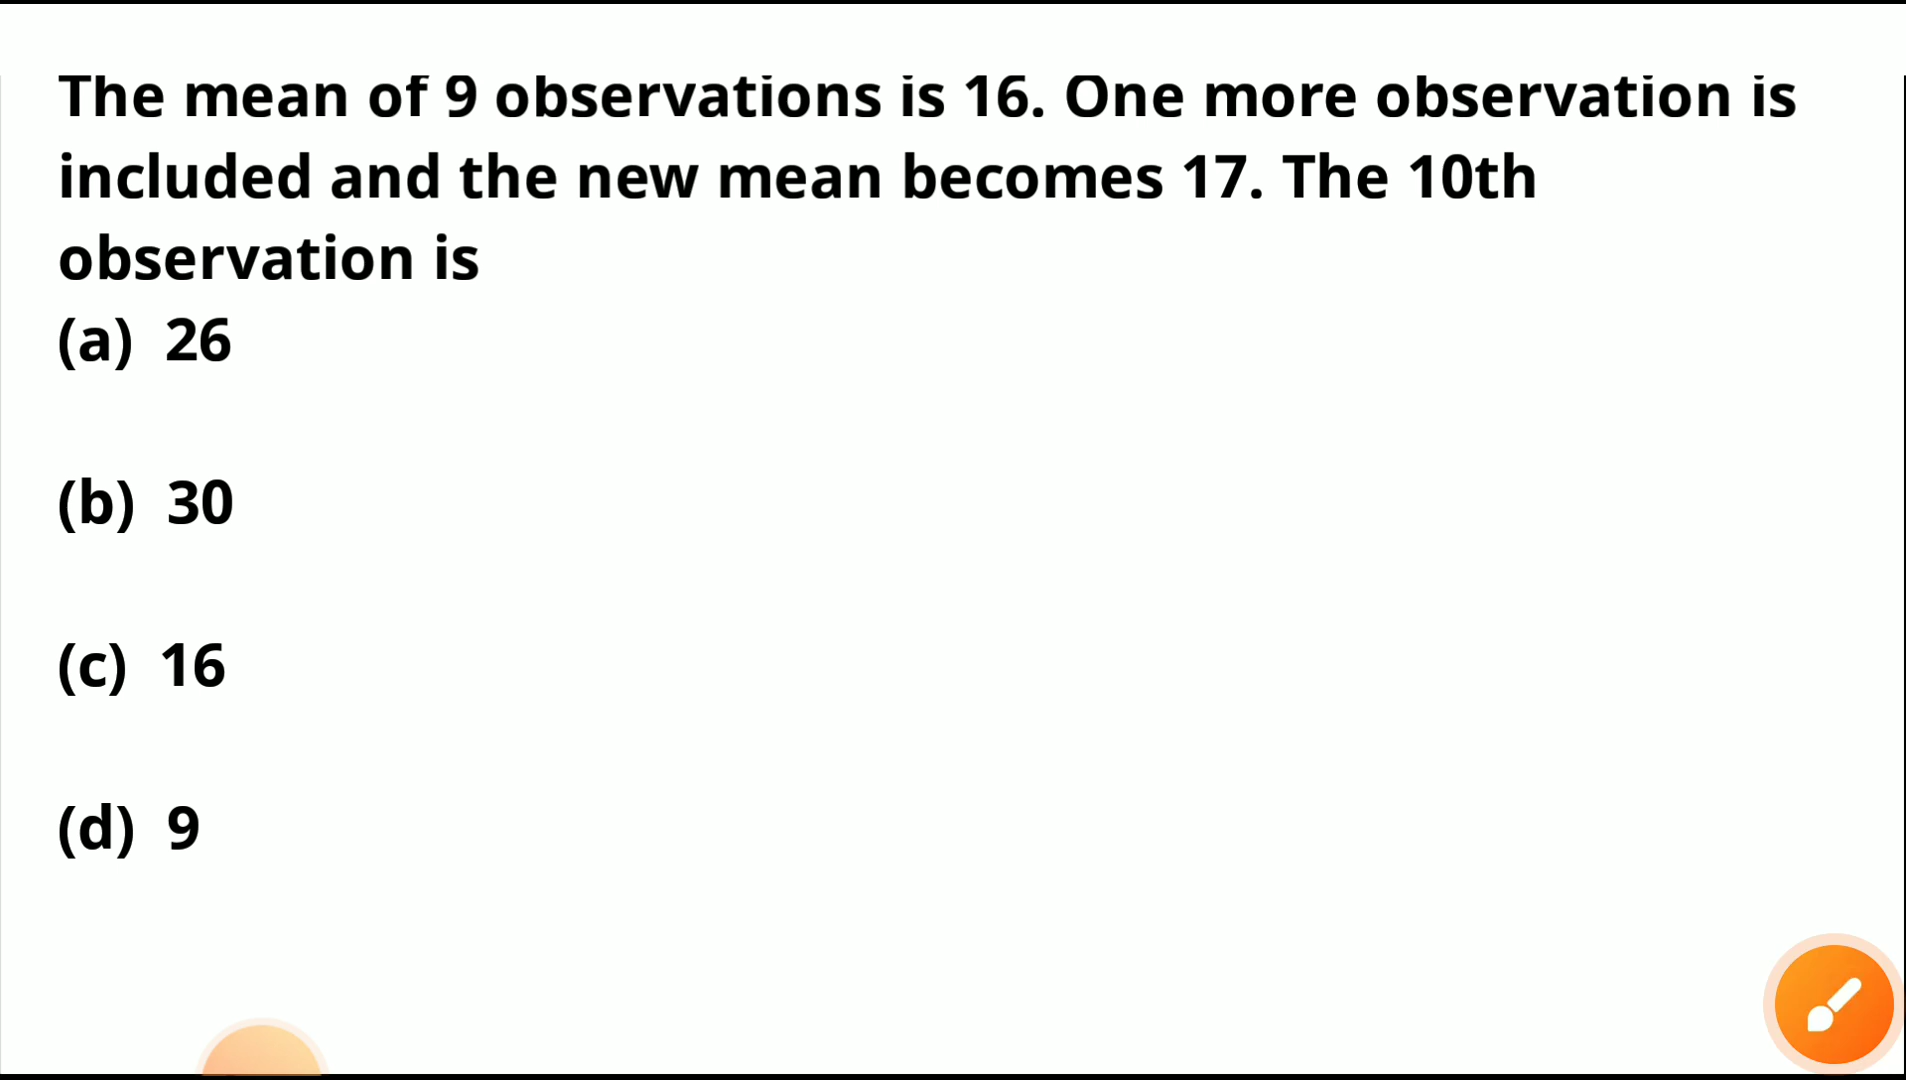 The mean of 9 observations is 16. One more observation is
included and the new mean becomes 17. The 10th
observation is
(a) 26
(b) 30
(c) 16
(d) 9